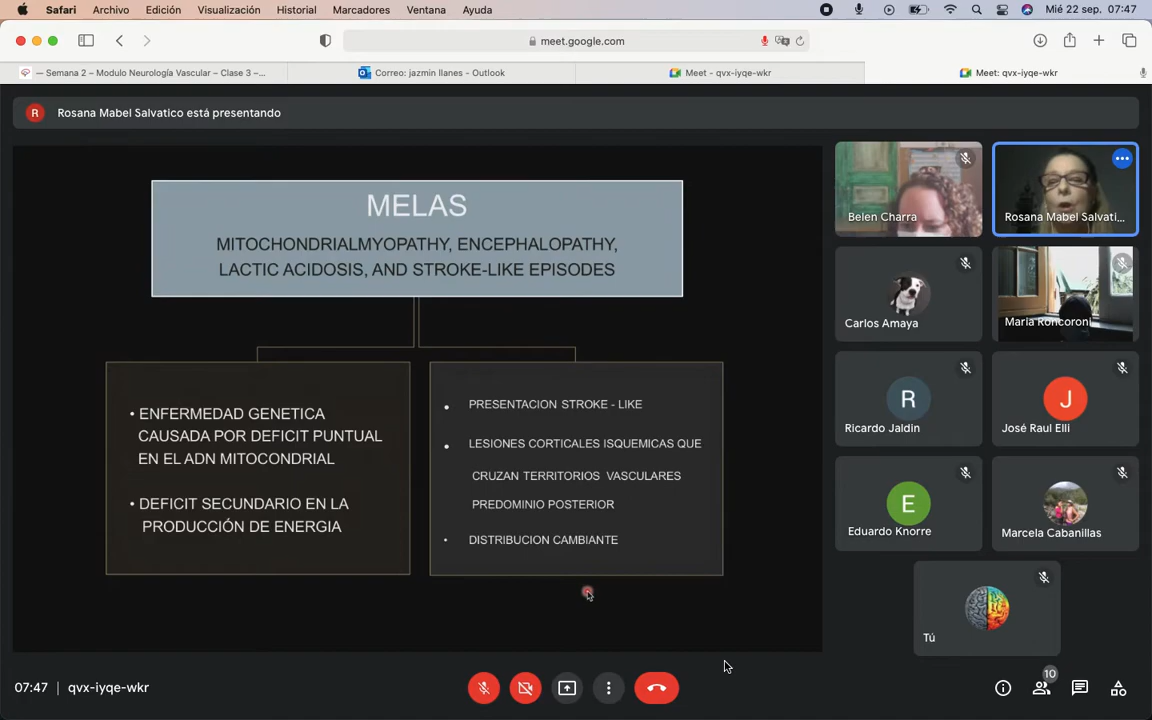 Safari Archivo Edición Visualización Historial Marcadores Ventana Ayuda Mié 22 sep. 07:47
meet.google.com
— Semana 2 – Modulo Neurología Vascular – Clase 3 –... Correo: jazmin llanes - Outlook Meet - qvx-iyqe-wkr Meet: qvx-iyqe-wkr
R Rosana Mabel Salvatico está presentando
MELAS
MITOCHONDRIALMYOPATHY, ENCEPHALOPATHY,
LACTIC ACIDOSIS, AND STROKE-LIKE EPISODES
• ENFERMEDAD GENETICA
CAUSADA POR DEFICIT PUNTUAL
EN EL ADN MITOCONDRIAL
• DEFICIT SECUNDARIO EN LA
PRODUCCIÓN DE ENERGIA
• PRESENTACION STROKE - LIKE
• LESIONES CORTICALES ISQUEMICAS QUE
CRUZAN TERRITORIOS VASCULARES
PREDOMINIO POSTERIOR
• DISTRIBUCION CAMBIANTE
Belen Charra
Rosana Mabel Salvati...
Carlos Amaya
Maria Roncoroni
R
Ricardo Jaldin
J
José Raul Elli
E
Eduardo Knorre
Marcela Cabanillas
Tú
07:47 | qvx-iyqe-wkr
10